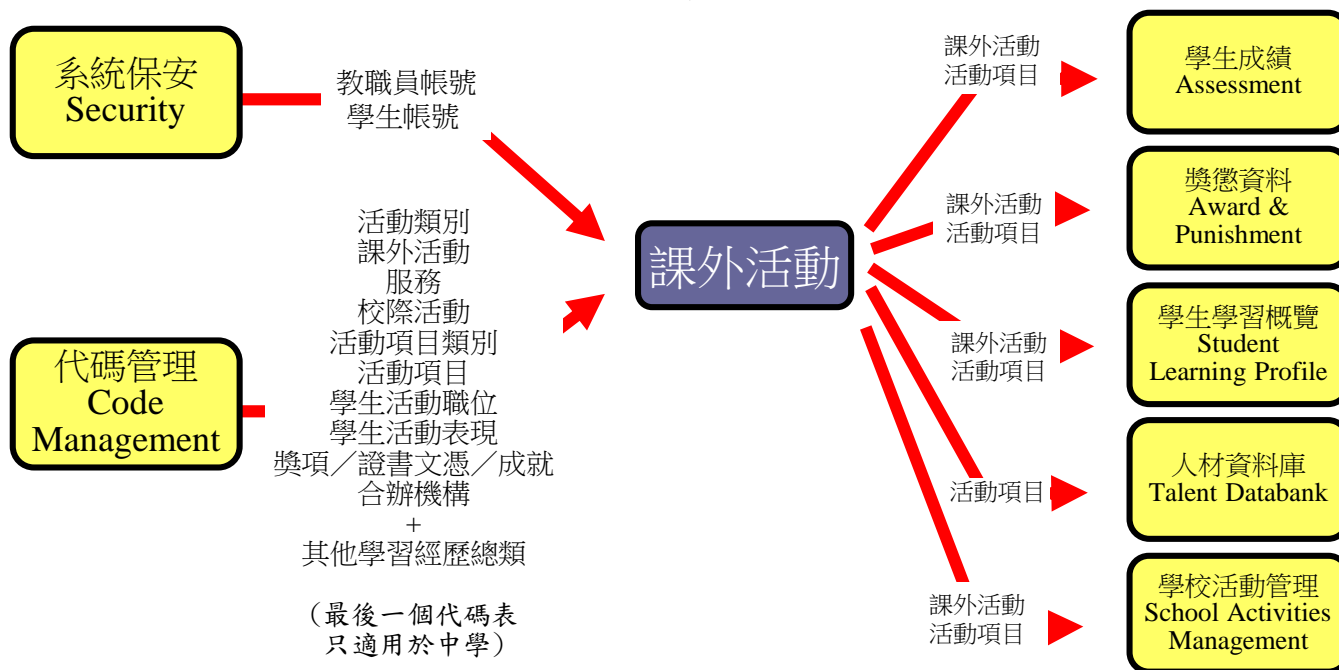 系統保安
Security
教職員帳號
學生帳號
代碼管理
Code
Management
活動類別
課外活動
服務
校際活動
活動項目類別
活動項目
學生活動職位
學生活動表現
獎項／證書文憑／成就
合辦機構
+
其他學習經歷總類
(最後一個代碼表
只適用於中學)
課外活動
課外活動
活動項目
學生成績
Assessment
課外活動
活動項目
獎懲資料
Award &
Punishment
課外活動
活動項目
學生學習概覽
Student
Learning Profile
活動項目
人材資料庫
Talent Databank
課外活動
活動項目
學校活動管理
School Activities
Management